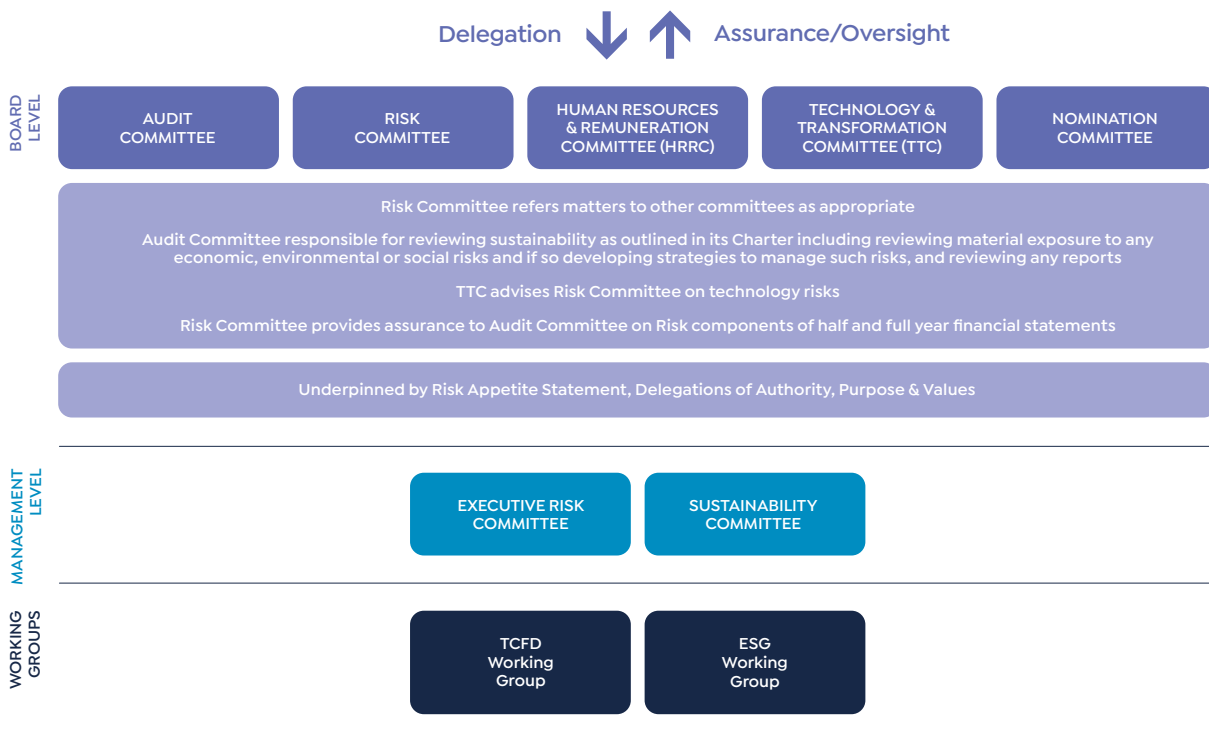 Delegation
Assurance/Oversight
BOARD
LEVEL
AUDIT
COMMITTEE
RISK
COMMITTEE
HUMAN RESOURCES
& REMUNERATION
COMMITTEE (HRRC)
TECHNOLOGY &
TRANSFORMATION
COMMITTEE (TTC)
NOMINATION
COMMITTEE
Risk Committee refers matters to other committees as appropriate
Audit Committee responsible for reviewing sustainability as outlined in its Charter including reviewing material exposure to any
economic, environmental or social risks and if so developing strategies to manage such risks, and reviewing any reports
TTC advises Risk Committee on technology risks
Risk Committee provides assurance to Audit Committee on Risk components of half and full year financial statements
Underpinned by Risk Appetite Statement, Delegations of Authority, Purpose & Values
MANAGEMENT
LEVEL
EXECUTIVE RISK
COMMITTEE
SUSTAINABILITY
COMMITTEE
WORKING
GROUPS
TCFD
Working
Group
ESG
Working
Group